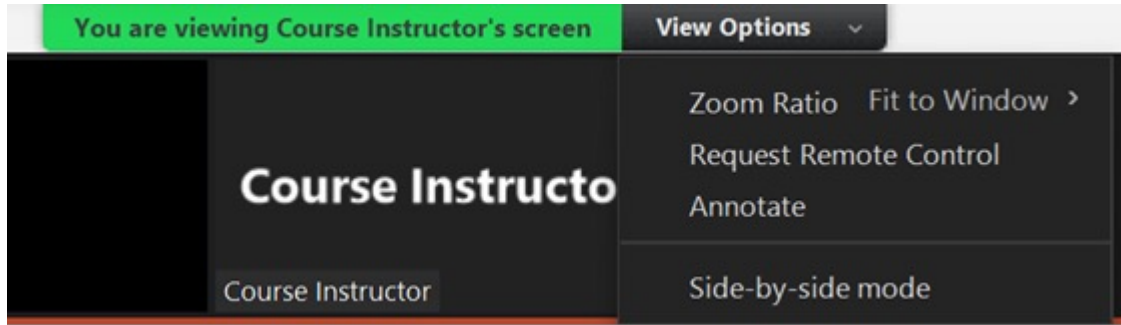 You are viewing Course Instructor's screen View Options
Zoom Ratio Fit to Window >
Request Remote Control
Course Instructo
Annotate
Course Instructor
Side-by-side mode